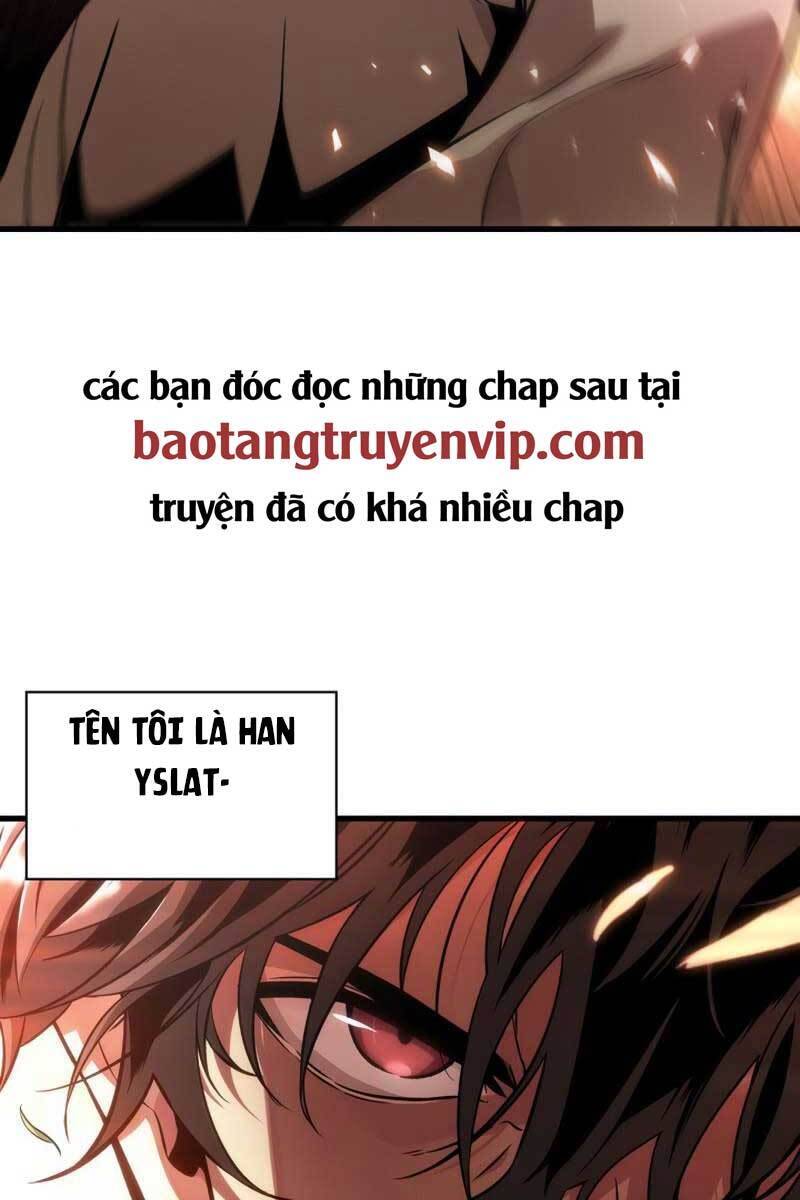 các bạn đóc đọc những chap sau tại
baotangtruyenvip.com
truyện đã có khá nhiều chap
TÊN TÔI LÀ HAN
YSLAT-